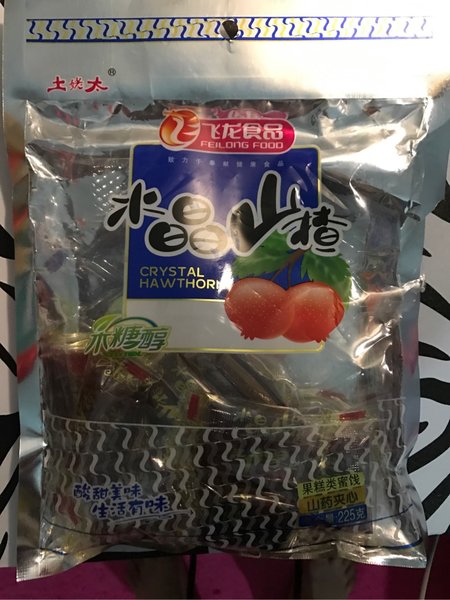 土姥太®
飞龙食品
FEILONG FOOD
致力于奉献健康食品
水晶山楂
CRYSTAL
HAWTHORN
木糖醇
酸甜美味
生活有味
果糕类蜜饯
山药夹心
225克